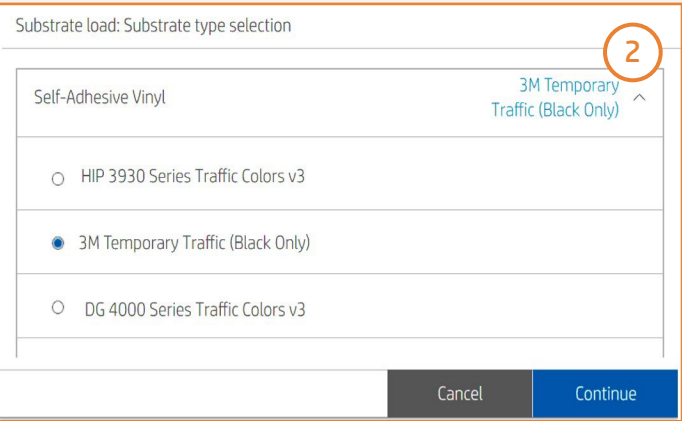 Substrate load: Substrate type selection
2
Self-Adhesive Vinyl
3M Temporary
Traffic (Black Only)
HIP 3930 Series Traffic Colors v3
3M Temporary Traffic (Black Only)
DG 4000 Series Traffic Colors v3
Cancel
Continue